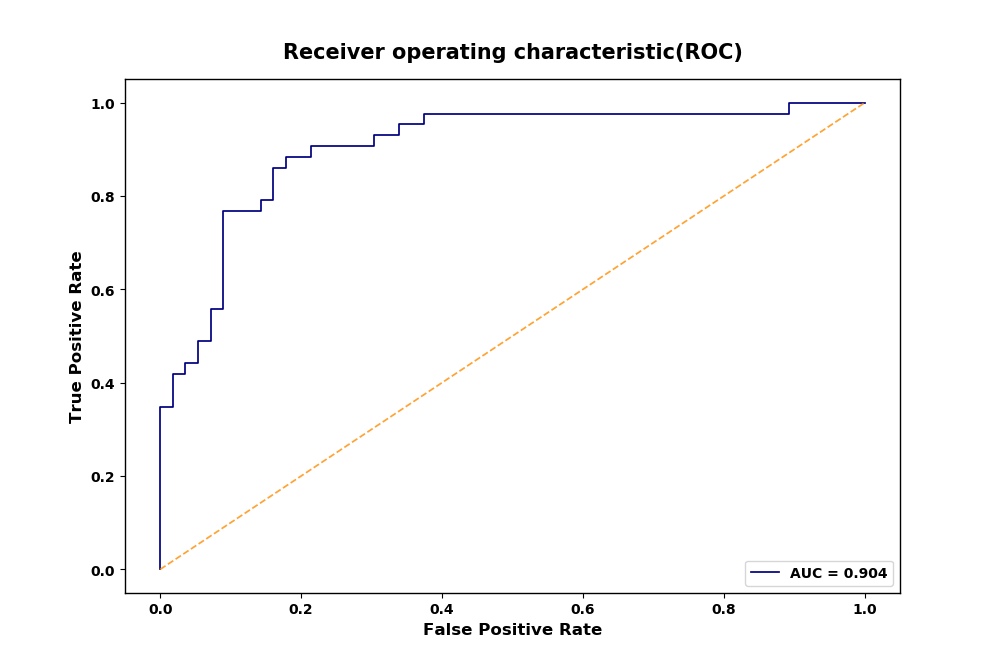 Receiver operating characteristic(ROC)
True Positive Rate
1.0
0.8
0.6
0.4
0.2
0.0
AUC = 0.904
0.0 0.2 0.4 0.6 0.8 1.0
False Positive Rate